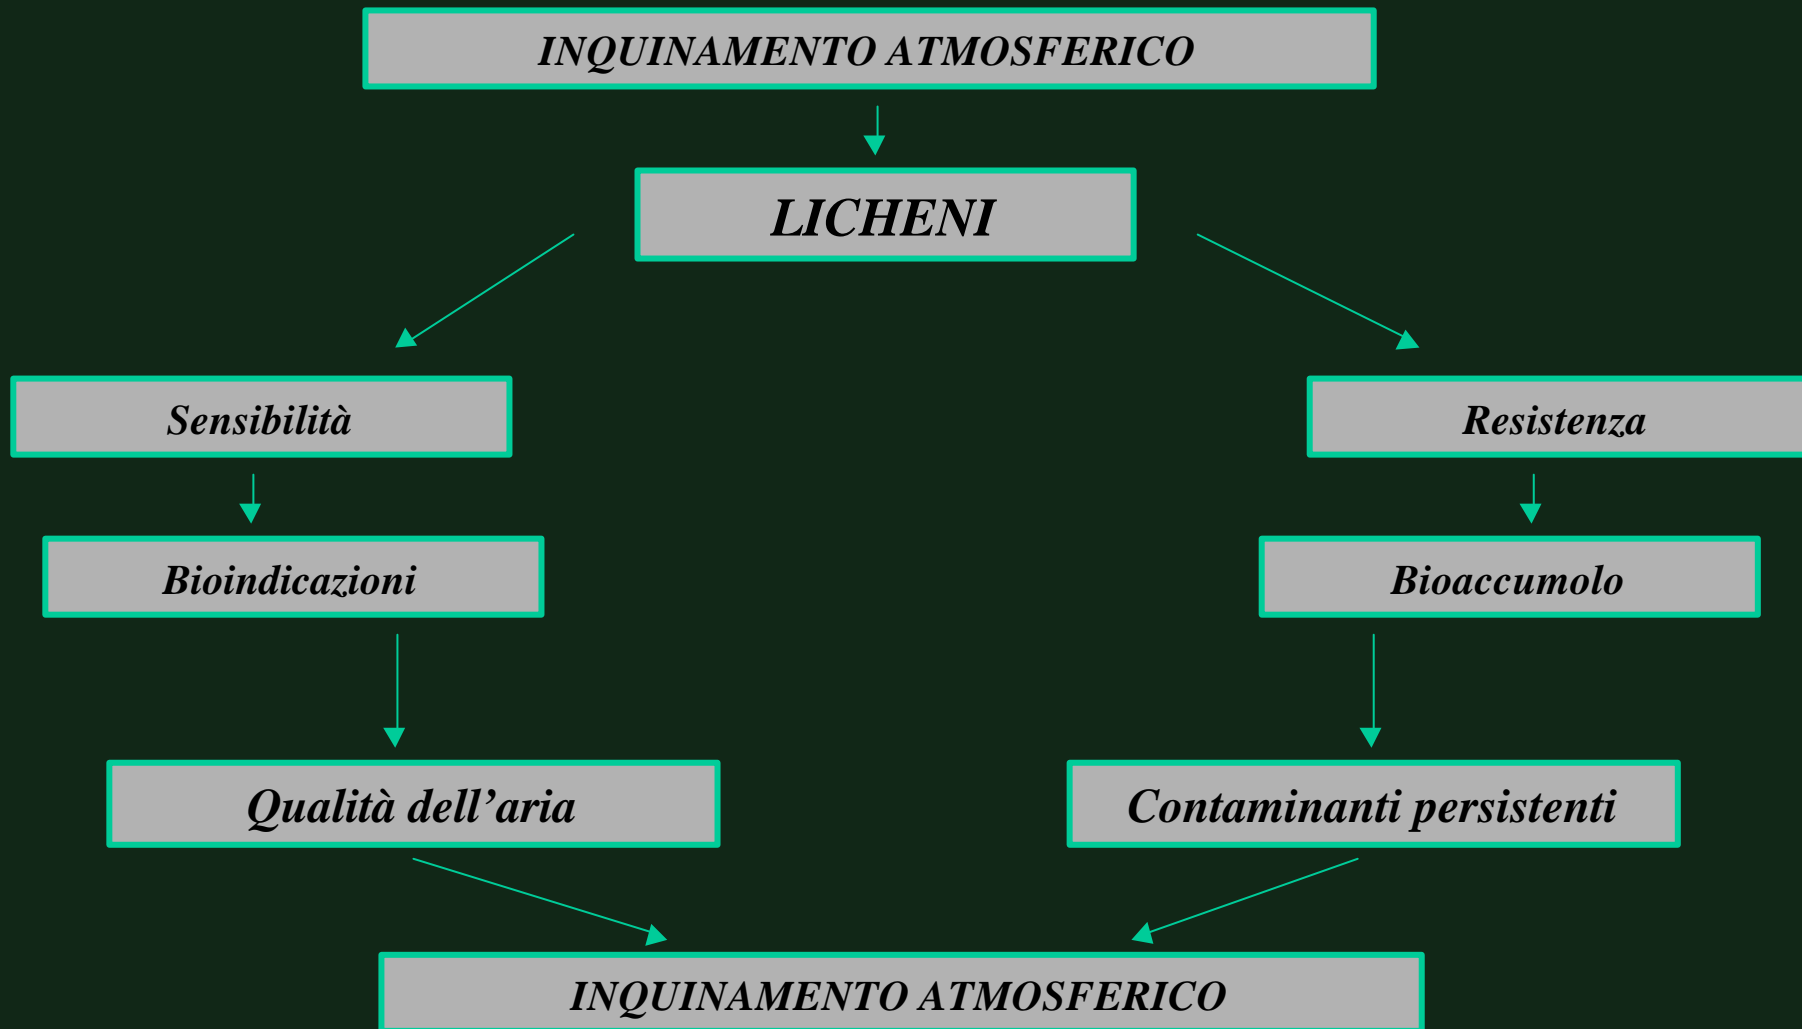 INQUINAMENTO ATMOSFERICO
LICHENI
Sensibilità
Resistenza
Bioindicazioni
Bioaccumolo
Qualità dell’aria
Contaminanti persistenti
INQUINAMENTO ATMOSFERICO